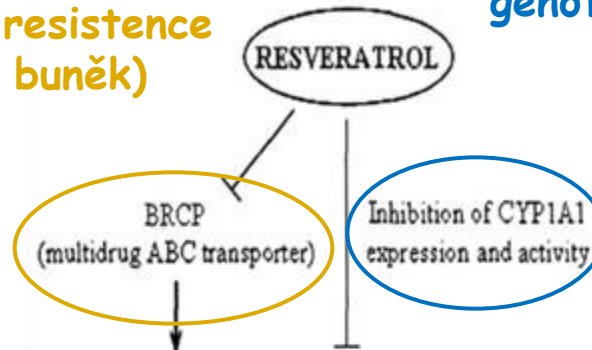 resistence
buněk)
RESVERATROL
BRCP
(multidrug ABC transporter)
Inhibition of CYP1A1
expression and activity